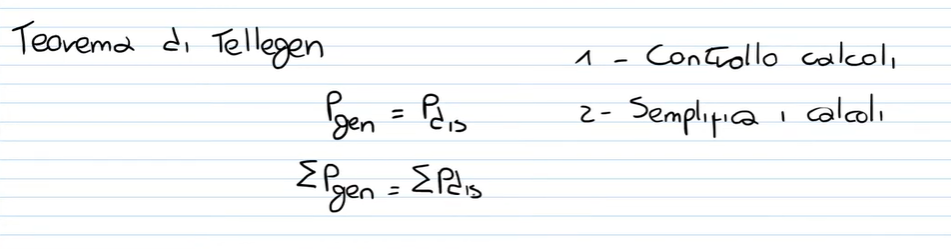 Teorema di Tellegen
1 - Controllo calcoli
Pgen = Pdis
2- Semplifica i calcoli
ΣPgen = ΣPdis